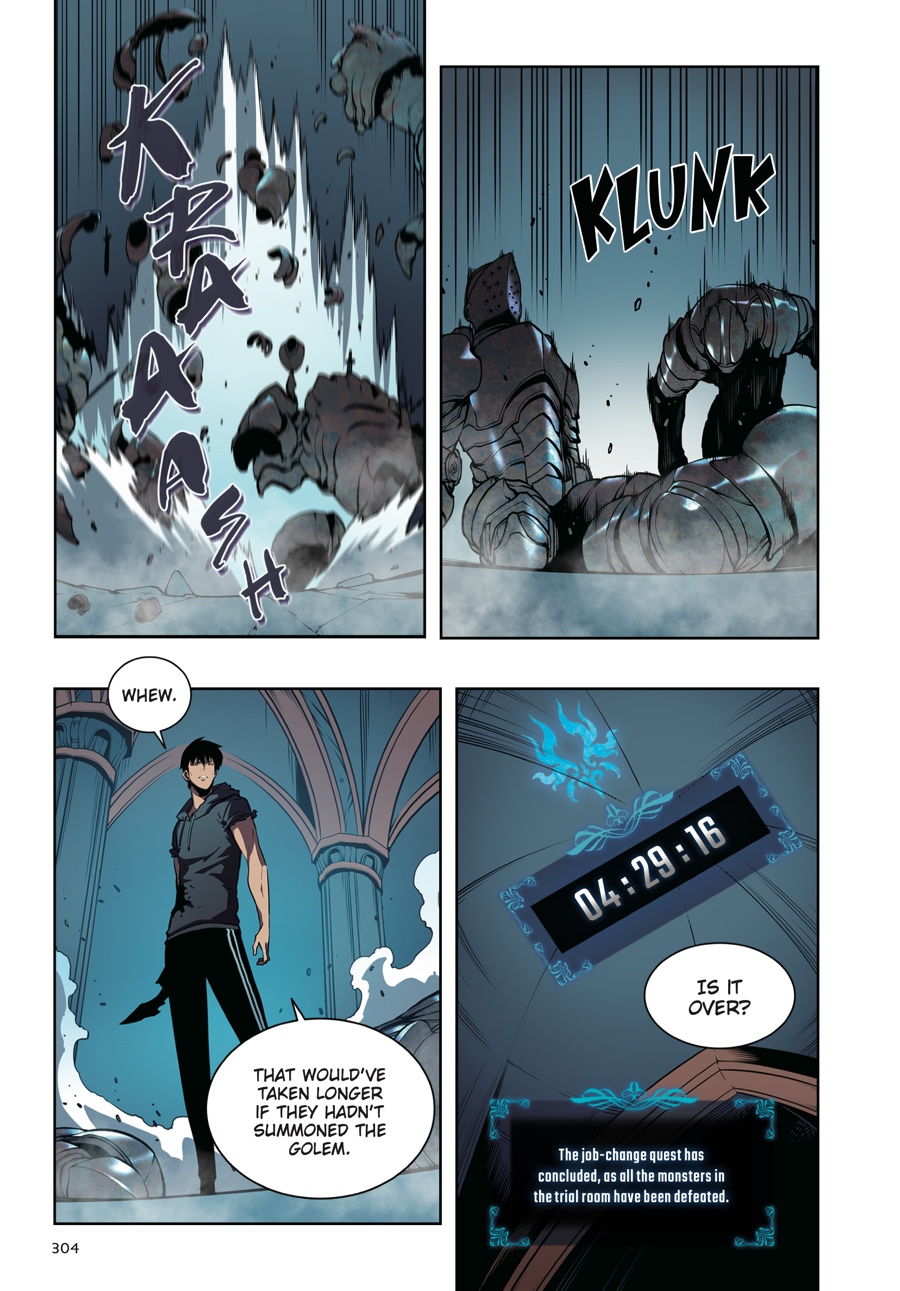 KRAAAASH
KLUNK
WHEW.
THAT WOULD'VE
TAKEN LONGER
IF THEY HADN'T
SUMMONED THE
GOLEM.
04:29:16
IS IT
OVER?
The job-change quest has
concluded, as all the monsters in
the trial room have been defeated.
304